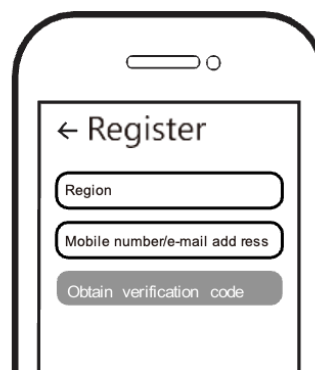 ← Register
Region
Mobile number/e-mail add ress
Obtain verification code